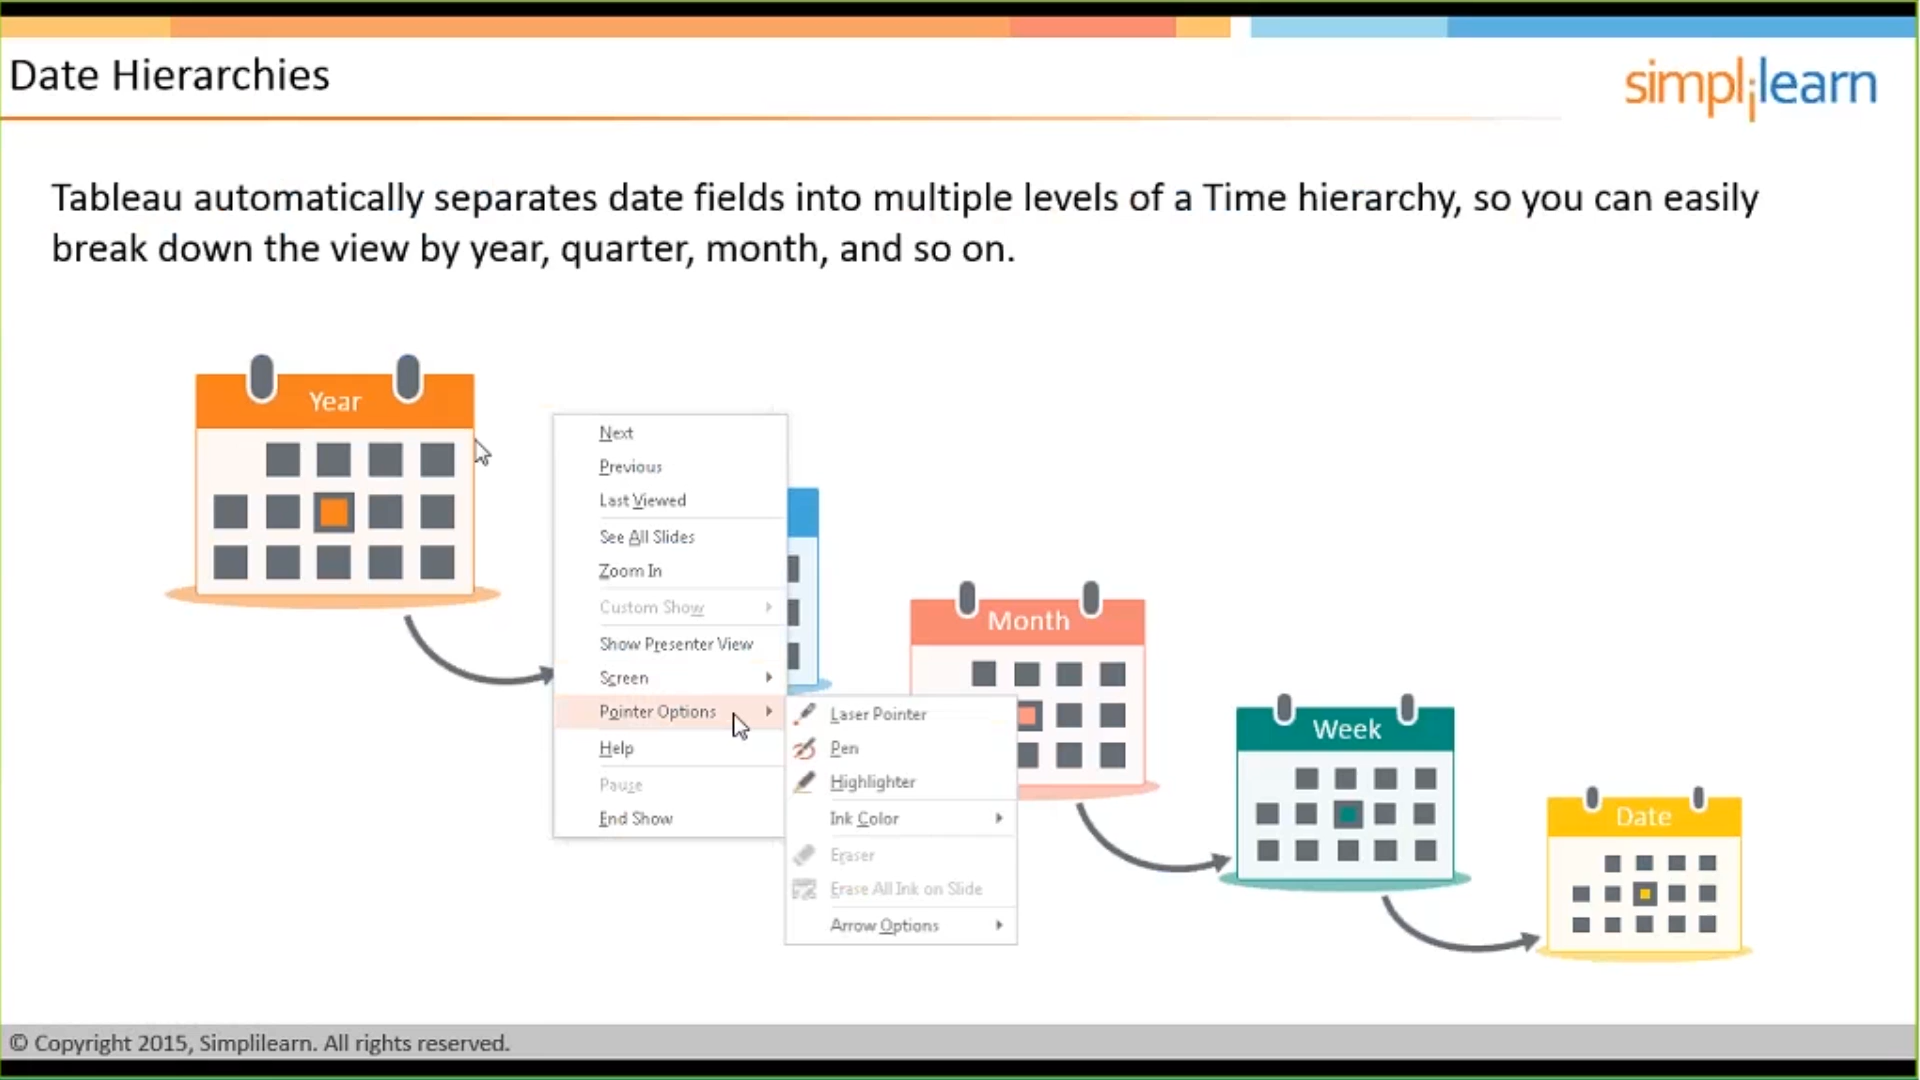 Date Hierarchies
simplilearn
Tableau automatically separates date fields into multiple levels of a Time hierarchy, so you can easily
break down the view by year, quarter, month, and so on.
Year
Next
Previous
Last Viewed
See All Slides
Zoom In
Custom Show
Show Presenter View
Screen
Pointer Options
Help
Pause
End Show
Laser Pointer
Pen
Highlighter
Ink Color
Eraser
Erase All Ink on Slide
Arrow Options
Month
Week
Date
© Copyright 2015, Simplilearn. All rights reserved.